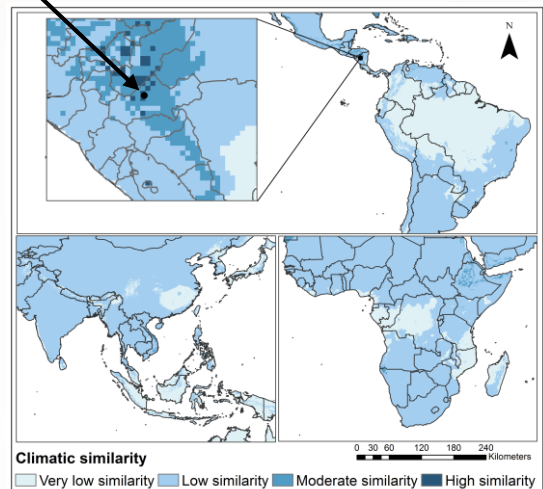 N
Climatic similarity
0 30 60 120 180 240
Kilometers
Very low similarity Low similarity Moderate similarity High similarity